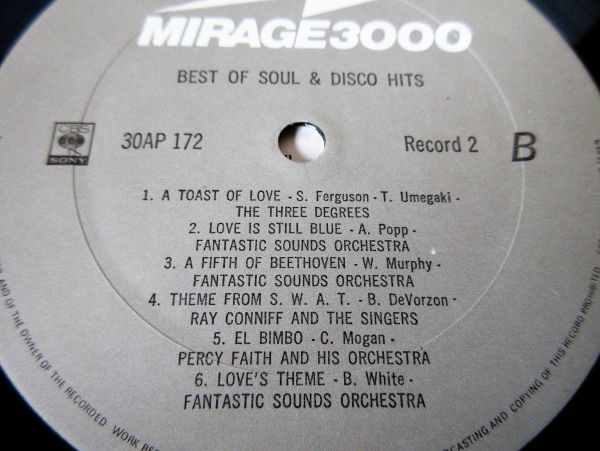 MIRAGE3000
BEST OF SOUL & DISCO HITS
CBS
SONY
30AP 172
Record 2
B
1. A TOAST OF LOVE - S. Ferguson - T. Umegaki -
THE THREE DEGREES
2. LOVE IS STILL BLUE - A. Popp -
FANTASTIC SOUNDS ORCHESTRA
3. A FIFTH OF BEETHOVEN - W. Murphy -
FANTASTIC SOUNDS ORCHESTRA
4. THEME FROM S. W. A. T. - B. DeVorzon -
RAY CONNIFF AND THE SINGERS
5. EL BIMBO - C. Mogan -
PERCY FAITH AND HIS ORCHESTRA
6. LOVE'S THEME - B. White -
FANTASTIC SOUNDS ORCHESTRA
AND OF THE OWNER OF THE RECORDED WORK
CASTING AND COPYING OF THIS RECORD PROHIBITED